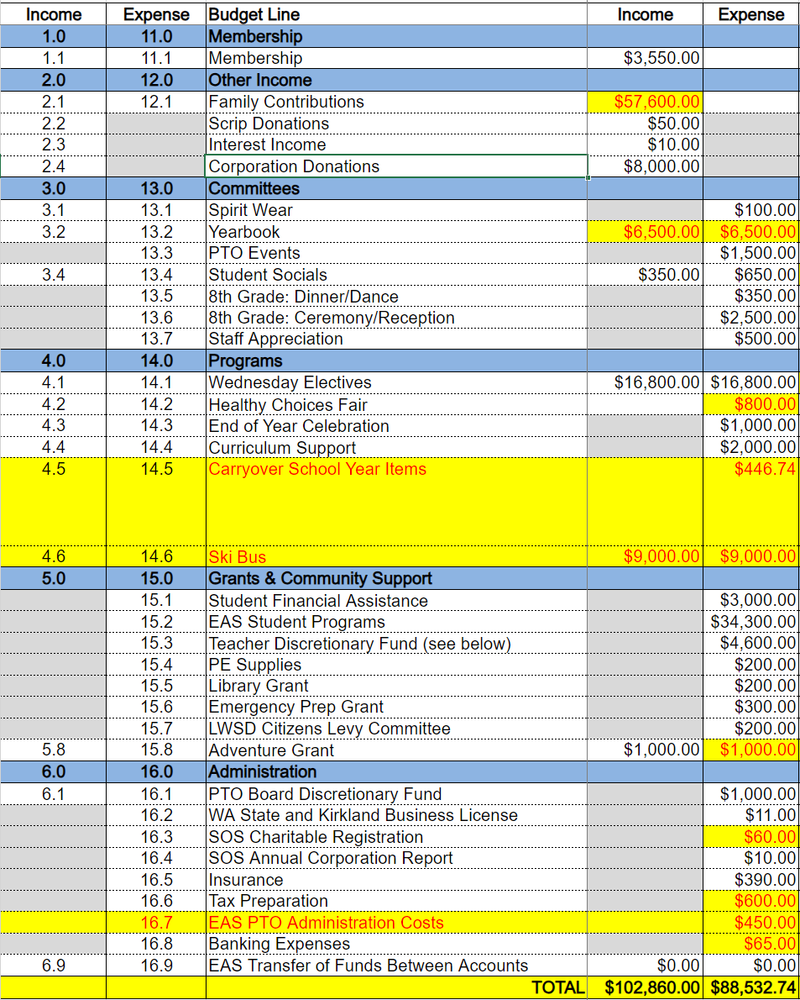 Income Expense Budget Line Income Expense
1.0 11.0 Membership
1.1 11.1 Membership $3,550.00
2.0 12.0 Other Income
2.1 12.1 Family Contributions $57,600.00
2.2 Scrip Donations $50.00
2.3 Interest Income $10.00
2.4 Corporation Donations $8,000.00
3.0 13.0 Committees
3.1 13.1 Spirit Wear $100.00
3.2 13.2 Yearbook $6,500.00 $6,500.00
13.3 PTO Events $1,500.00
3.4 13.4 Student Socials $350.00 $650.00
13.5 8th Grade: Dinner/Dance $350.00
13.6 8th Grade: Ceremony/Reception $2,500.00
13.7 Staff Appreciation $500.00
4.0 14.0 Programs
4.1 14.1 Wednesday Electives $16,800.00 $16,800.00
4.2 14.2 Healthy Choices Fair $800.00
4.3 14.3 End of Year Celebration $1,000.00
4.4 14.4 Curriculum Support $2,000.00
4.5 14.5 Carryover School Year Items $446.74
4.6 14.6 Ski Bus $9,000.00 $9,000.00
5.0 15.0 Grants & Community Support
15.1 Student Financial Assistance $3,000.00
15.2 EAS Student Programs $34,300.00
15.3 Teacher Discretionary Fund (see below) $4,600.00
15.4 PE Supplies $200.00
15.5 Library Grant $200.00
15.6 Emergency Prep Grant $300.00
15.7 LWSD Citizens Levy Committee $200.00
5.8 15.8 Adventure Grant $1,000.00 $1,000.00
6.0 16.0 Administration
6.1 16.1 PTO Board Discretionary Fund $1,000.00
16.2 WA State and Kirkland Business License $11.00
16.3 SOS Charitable Registration $60.00
16.4 SOS Annual Corporation Report $10.00
16.5 Insurance $390.00
16.6 Tax Preparation $600.00
16.7 EAS PTO Administration Costs $450.00
16.8 Banking Expenses $65.00
6.9 16.9 EAS Transfer of Funds Between Accounts $0.00 $0.00
TOTAL $102,860.00 $88,532.74